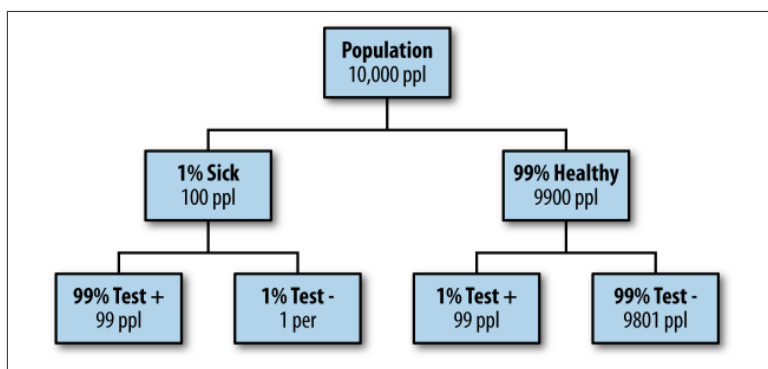 Population
10,000 ppl
1% Sick
100 ppl
99% Healthy
9900 ppl
99% Test +
99 ppl
1% Test -
1 per
1% Test +
99 ppl
99% Test -
9801 ppl